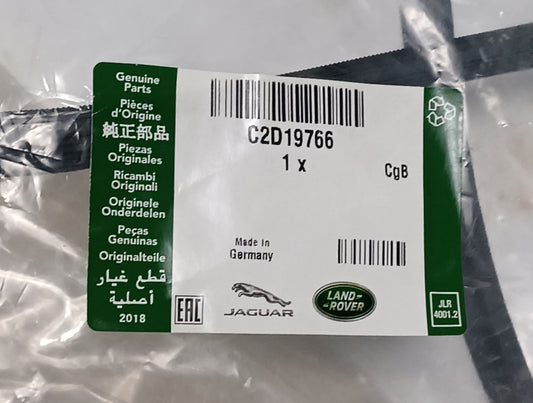 Genuine
Parts
Pièces
d'Origine
純正部品
Piezas
Originales
Ricambi
Originali
Originele
Onderdelen
Peças
Genuinas
Originalteile
قطع غيار
أصلية
2018
C2D19766
1 x
CgB
Made in
Germany
EAC
JAGUAR
LAND-
-ROVER
JLR
4001.2